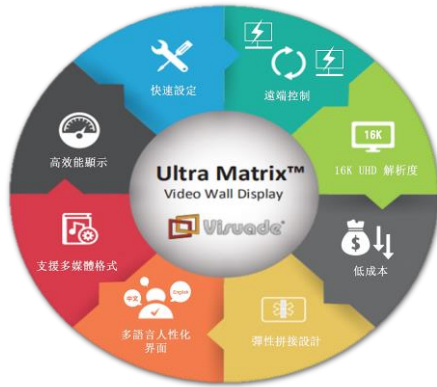 快速設定
遠端控制
16K
16K UHD 解析度
低成本
彈性拼接設計
中文
English
多語言人性化
界面
支援多媒體格式
高效能顯示
Ultra Matrix™
Video Wall Display
Visuade®